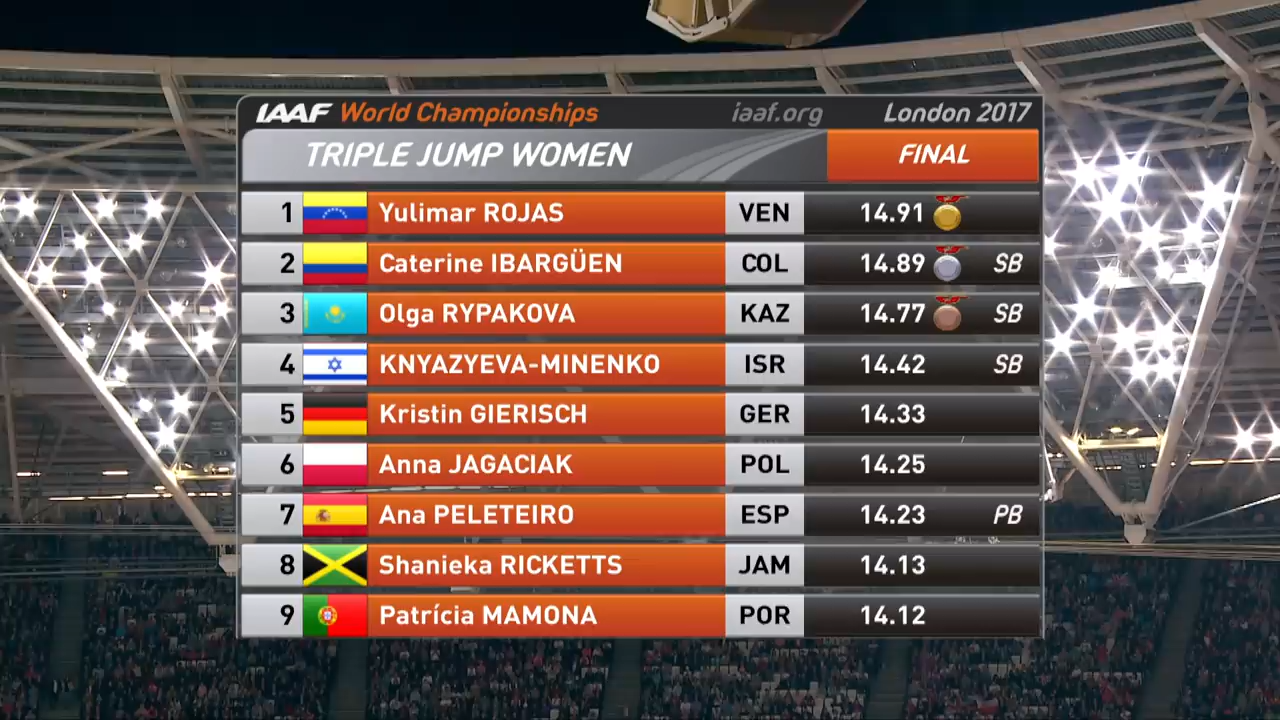 IAAF World Championships iaaf.org London 2017
TRIPLE JUMP WOMEN FINAL
1 Yulimar ROJAS VEN 14.91
2 Caterine IBARGÜEN COL 14.89 SB
3 Olga RYPAKOVA KAZ 14.77 SB
4 KNYAZYEVA-MINENKO ISR 14.42 SB
5 Kristin GIERISCH GER 14.33
6 Anna JAGACIAK POL 14.25
7 Ana PELETEIRO ESP 14.23 PB
8 Shanieka RICKETTS JAM 14.13
9 Patrícia MAMONA POR 14.12